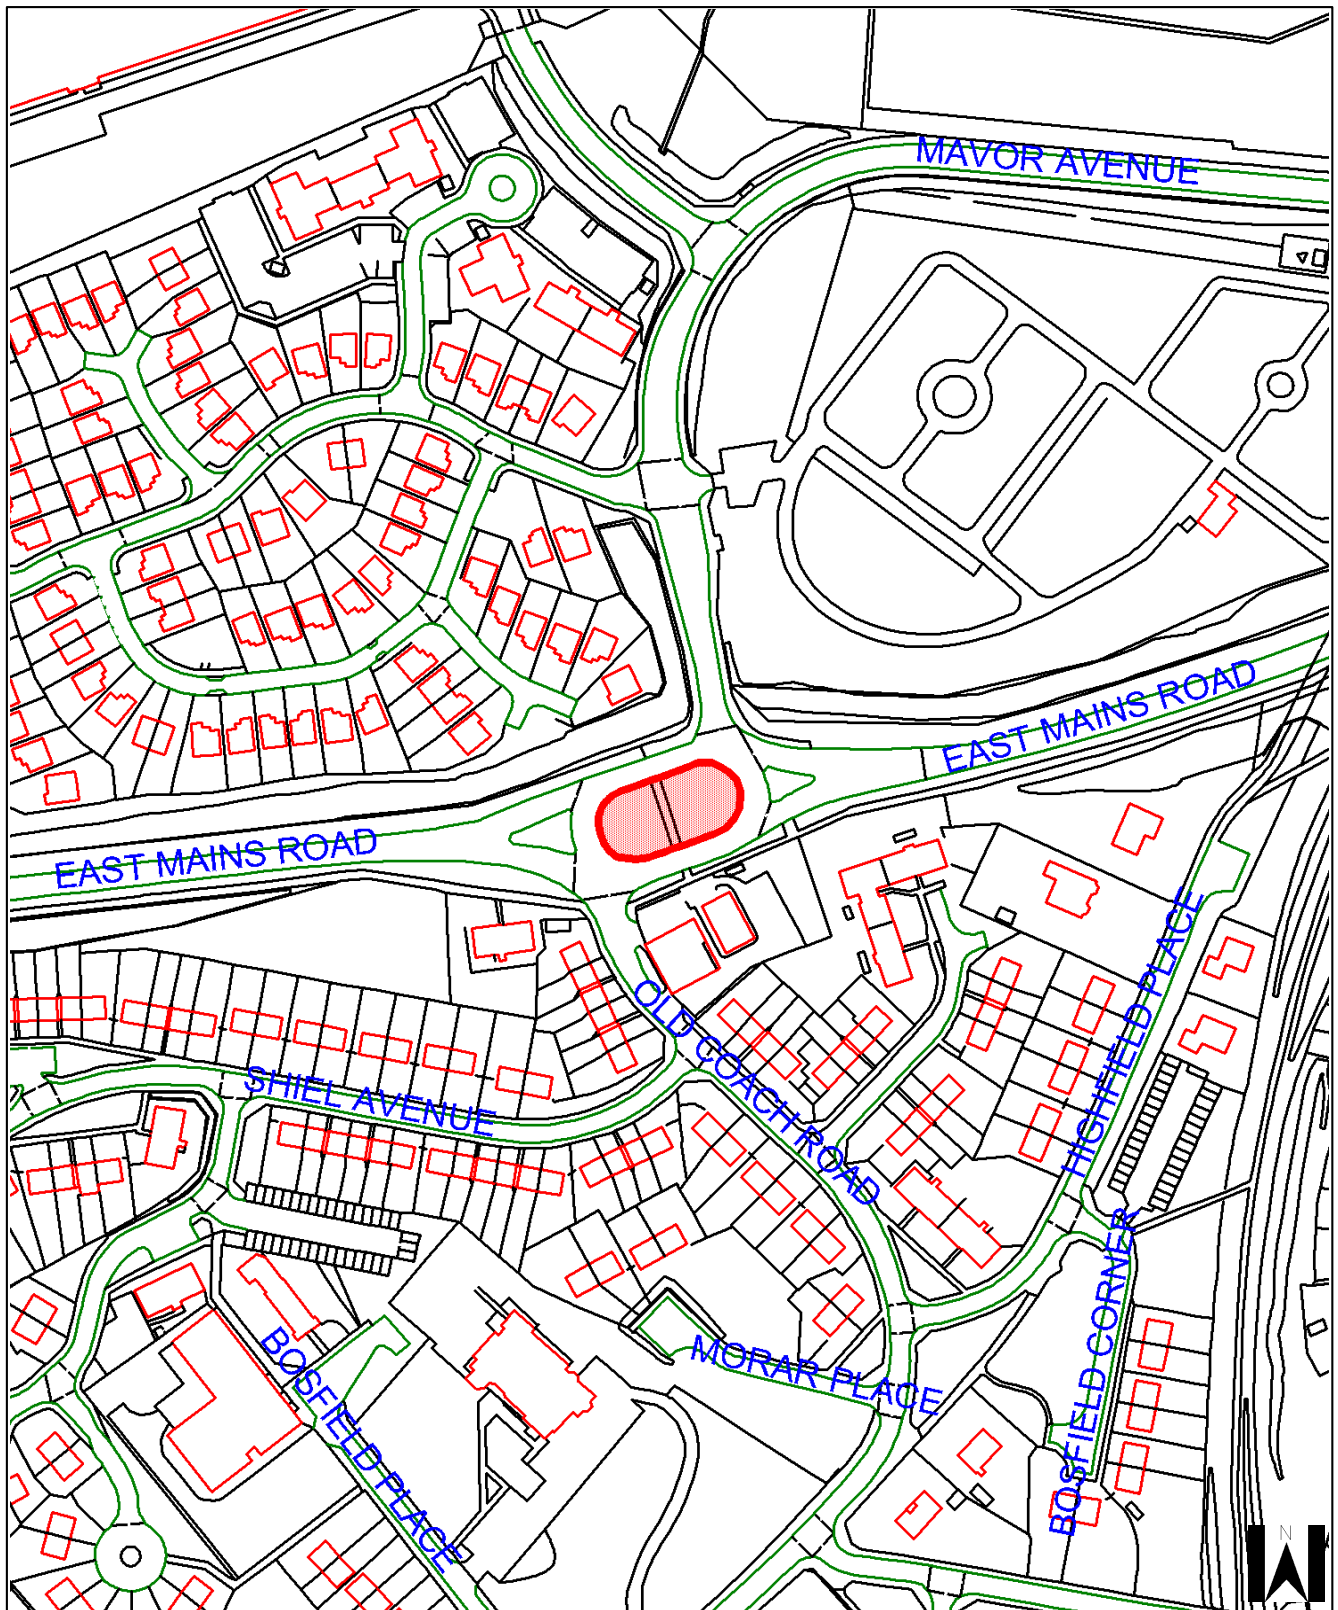 MAVOR AVENUE
EAST MAINS ROAD
EAST MAINS ROAD
HIGHFIELD PLACE
OLD COACH ROAD
SHIEL AVENUE
BOSFIELD CORNER
MORAR PLACE
BOSFIELD PLACE
N